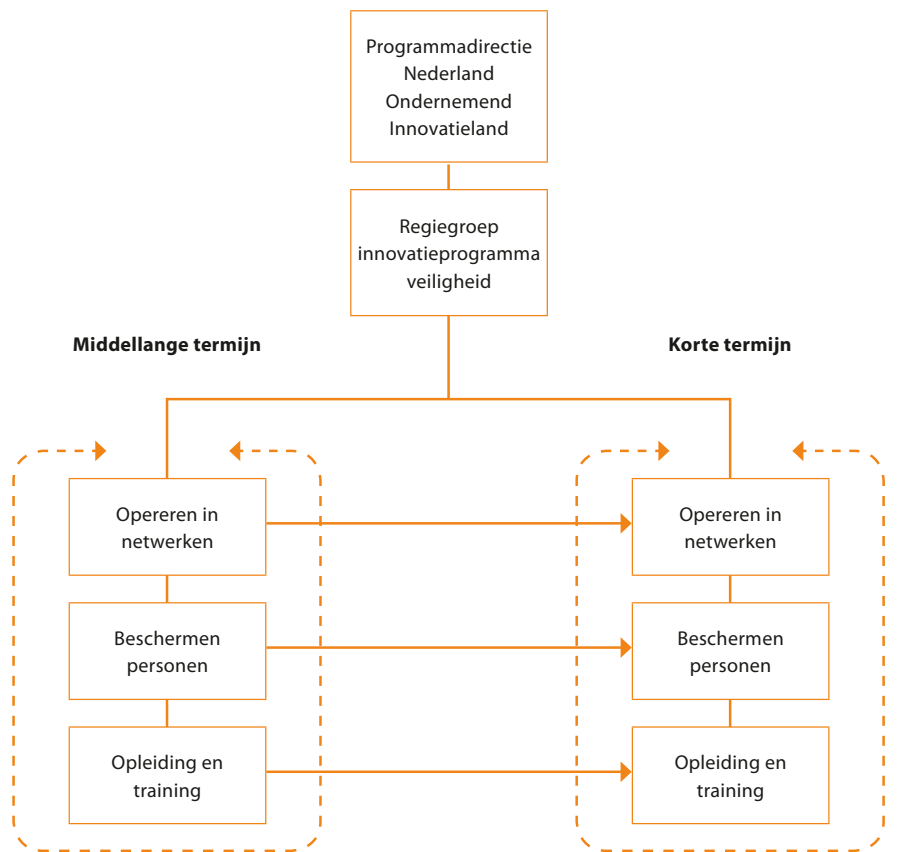 Programmadirectie
Nederland
Ondernemend
Innovatieland
Regiegroep
innovatieprogramma
veiligheid
Middellange termijn
Korte termijn
Opereren in
netwerken
Opereren in
netwerken
Beschermen
personen
Beschermen
personen
Opleiding en
training
Opleiding en
training